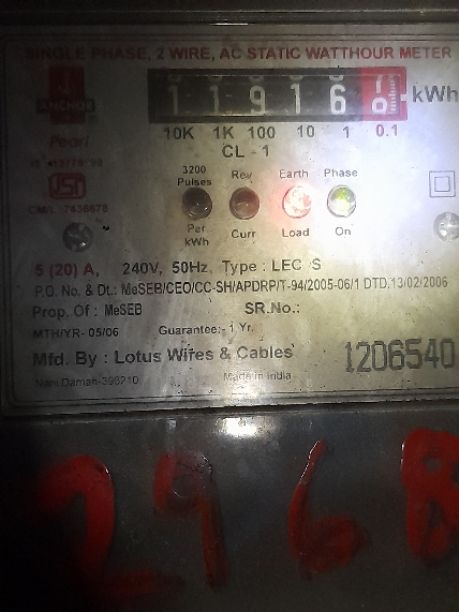 SINGLE PHASE, 2 WIRE, AC STATIC WATTHOUR METER
ANCHOR
Pearl
1 1 9 1 6 kWh
10K 1K 100 10 1 0.1
CL - 1
3200 Pulses Per kWh
Rev Curr
Earth Load
Phase On
ISI
5 (20) A, 240V, 50Hz, Type : LEC S
P.O. No. & Dt.: MeSEB/CEO/CC-SH/APDRP/T-94/2005-06/1 DTD.13/02/2006
Prop. Of : MeSEB SR.No.:
MTH/YR- 05/06 Guarantee:- 1 Yr.
Mfd. By : Lotus Wires & Cables 1206540
Made in India
2968